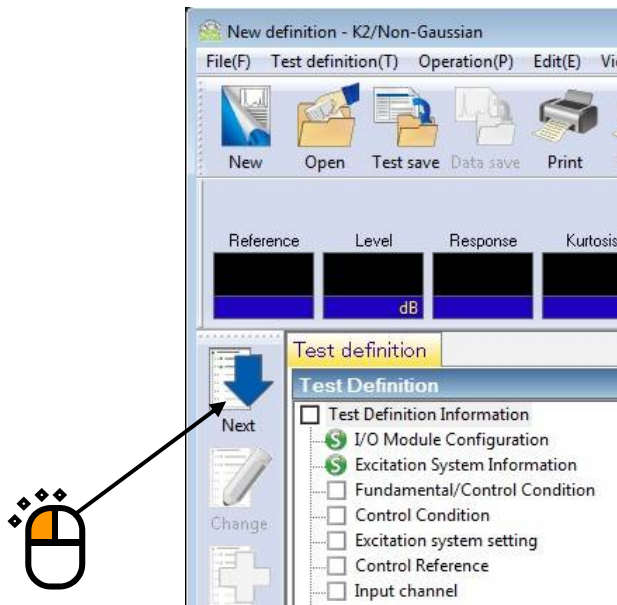 New definition - K2/Non-Gaussian
File(F) Test definition(T) Operation(P) Edit(E) Vi
New Open Test save Data save Print
Reference Level Response Kurtosis
dB
Test definition
Test Definition
Next
Change
Test Definition Information
S I/O Module Configuration
S Excitation System Information
Fundamental/Control Condition
Control Condition
Excitation system setting
Control Reference
Input channel